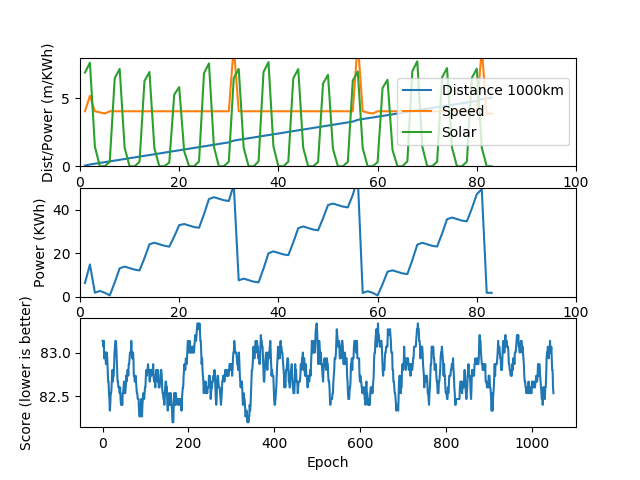 Dist/Power (m/KWh)
5
0
Distance 1000km
Speed
Solar
0 20 40 60 80 100
Power (KWh)
40
20
0
0 20 40 60 80 100
Score (lower is better)
83.0
82.5
0 200 400 600 800 1000
Epoch